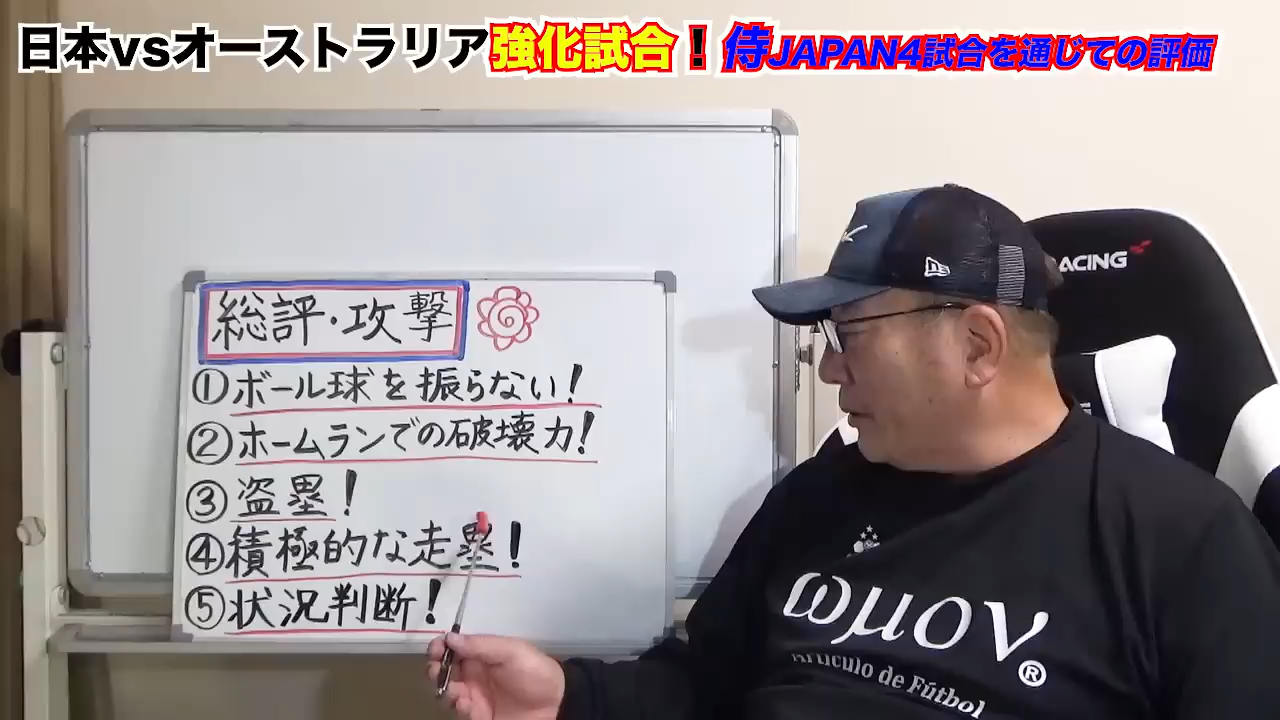 日本vsオーストラリア強化試合！侍JAPAN4試合を通じての評価
総評・攻撃
①ボール球を振らない！
②ホームランでの破壊力！
③盗塁！
④積極的な走塁！
⑤状況判断！
RACING
ωμον®
Artículo de Fútbol